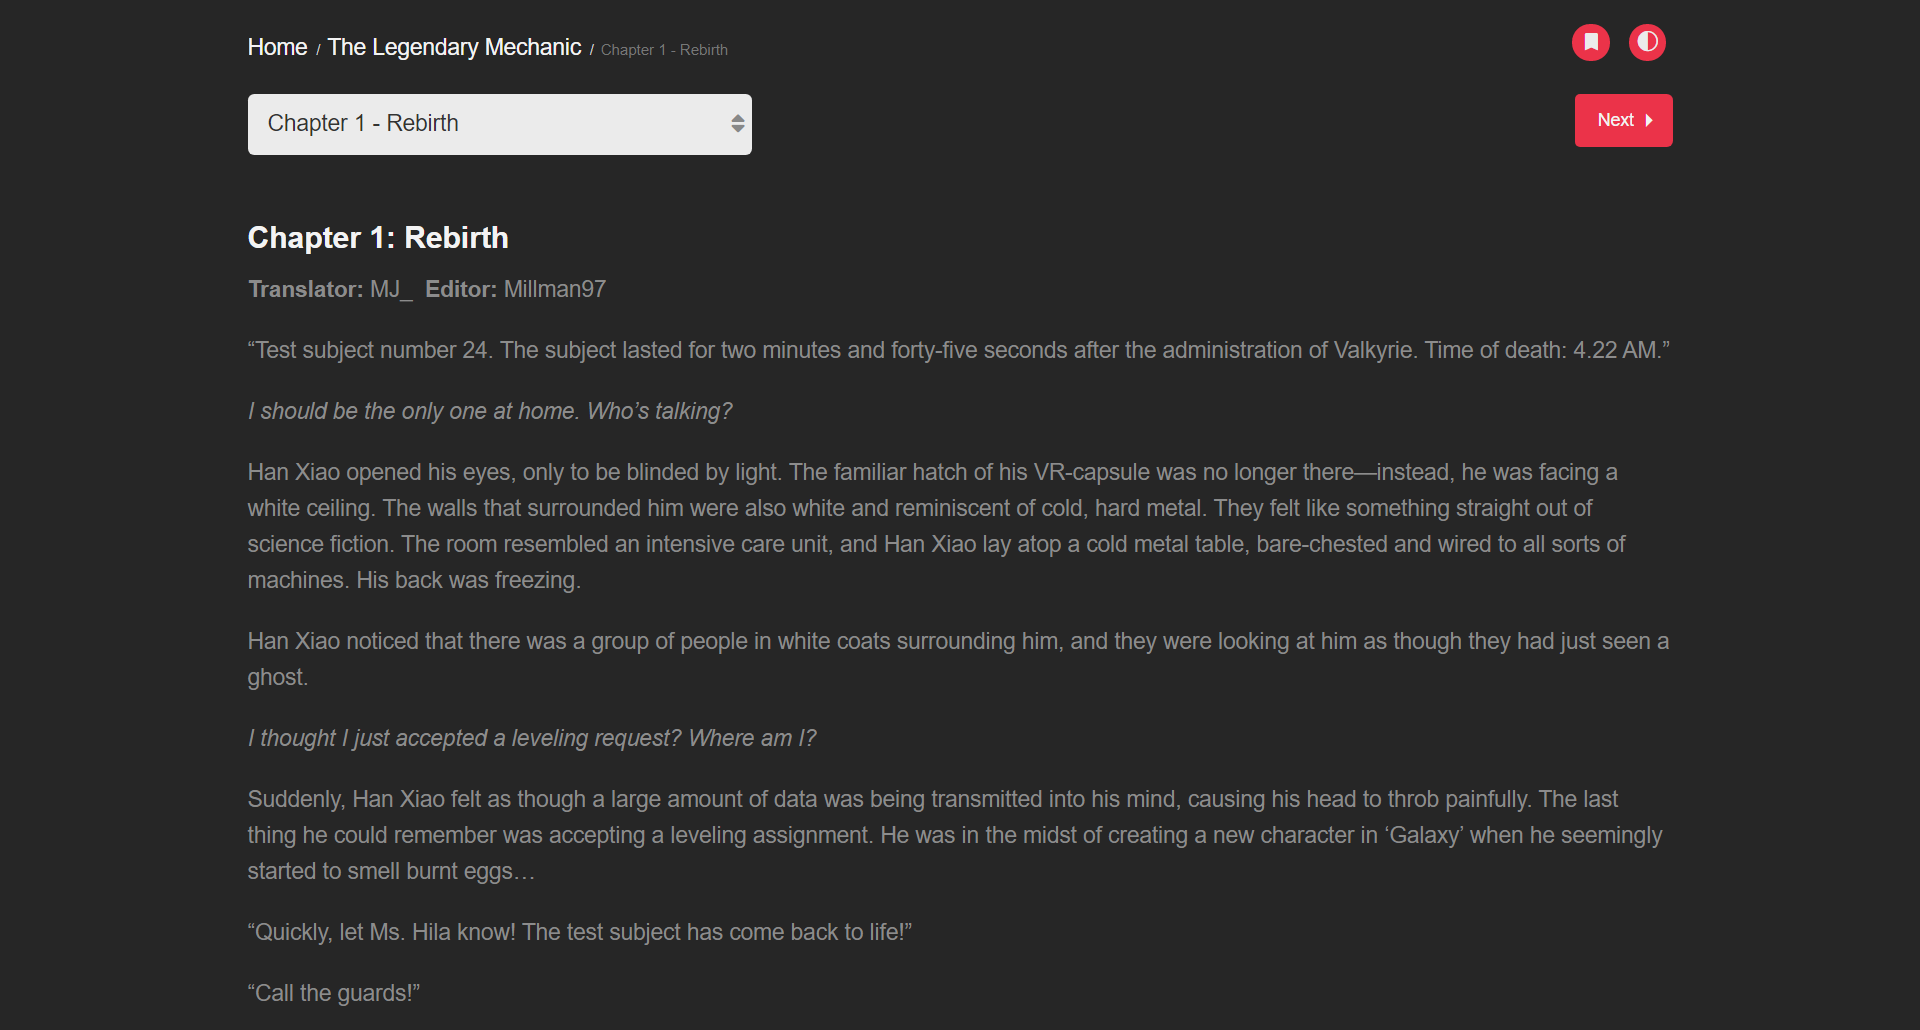 Home / The Legendary Mechanic / Chapter 1 - Rebirth
Chapter 1 - Rebirth
Next
Chapter 1: Rebirth
Translator: MJ_ Editor: Millman97
“Test subject number 24. The subject lasted for two minutes and forty-five seconds after the administration of Valkyrie. Time of death: 4.22 AM.”
I should be the only one at home. Who’s talking?
Han Xiao opened his eyes, only to be blinded by light. The familiar hatch of his VR-capsule was no longer there—instead, he was facing a
white ceiling. The walls that surrounded him were also white and reminiscent of cold, hard metal. They felt like something straight out of
science fiction. The room resembled an intensive care unit, and Han Xiao lay atop a cold metal table, bare-chested and wired to all sorts of
machines. His back was freezing.
Han Xiao noticed that there was a group of people in white coats surrounding him, and they were looking at him as though they had just seen a
ghost.
I thought I just accepted a leveling request? Where am I?
Suddenly, Han Xiao felt as though a large amount of data was being transmitted into his mind, causing his head to throb painfully. The last
thing he could remember was accepting a leveling assignment. He was in the midst of creating a new character in ‘Galaxy’ when he seemingly
started to smell burnt eggs…
“Quickly, let Ms. Hila know! The test subject has come back to life!”
“Call the guards!”